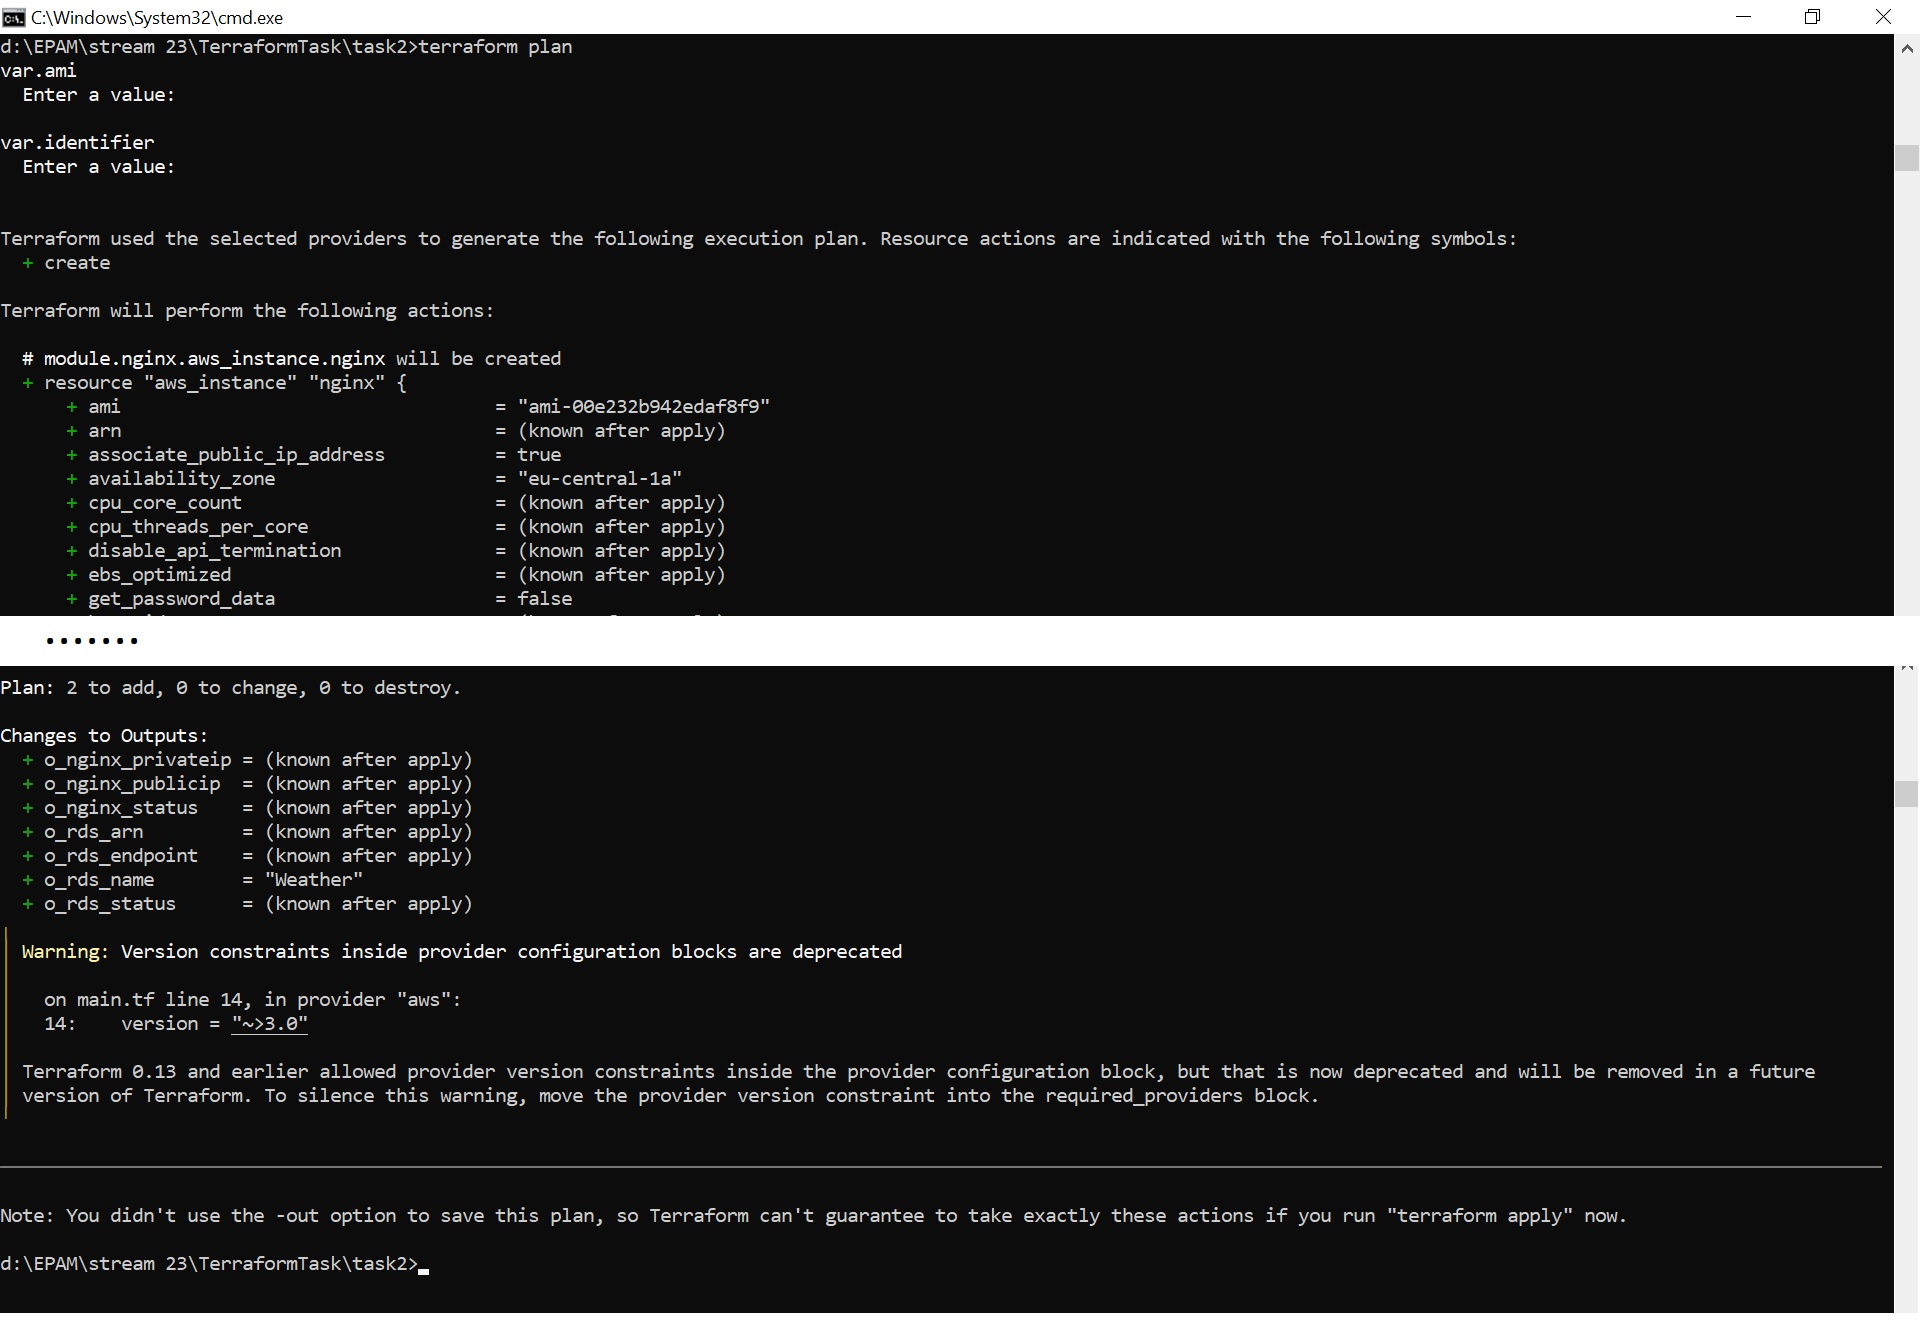 C:\Windows\System32\cmd.exe
d:\EPAM\stream 23\TerraformTask\task2>terraform plan
var.ami
  Enter a value:

var.identifier
  Enter a value:


Terraform used the selected providers to generate the following execution plan. Resource actions are indicated with the following symbols:
  + create

Terraform will perform the following actions:

  # module.nginx.aws_instance.nginx will be created
  + resource "aws_instance" "nginx" {
      + ami                                  = "ami-00e232b942edaf8f9"
      + arn                                  = (known after apply)
      + associate_public_ip_address          = true
      + availability_zone                    = "eu-central-1a"
      + cpu_core_count                       = (known after apply)
      + cpu_threads_per_core                 = (known after apply)
      + disable_api_termination              = (known after apply)
      + ebs_optimized                        = (known after apply)
      + get_password_data                    = false
.......
Plan: 2 to add, 0 to change, 0 to destroy.

Changes to Outputs:
  + o_nginx_privateip = (known after apply)
  + o_nginx_publicip  = (known after apply)
  + o_nginx_status    = (known after apply)
  + o_rds_arn         = (known after apply)
  + o_rds_endpoint    = (known after apply)
  + o_rds_name        = "Weather"
  + o_rds_status      = (known after apply)

  Warning: Version constraints inside provider configuration blocks are deprecated

    on main.tf line 14, in provider "aws":
    14:    version = "~>3.0"

  Terraform 0.13 and earlier allowed provider version constraints inside the provider configuration block, but that is now deprecated and will be removed in a future
  version of Terraform. To silence this warning, move the provider version constraint into the required_providers block.

Note: You didn't use the -out option to save this plan, so Terraform can't guarantee to take exactly these actions if you run "terraform apply" now.

d:\EPAM\stream 23\TerraformTask\task2>